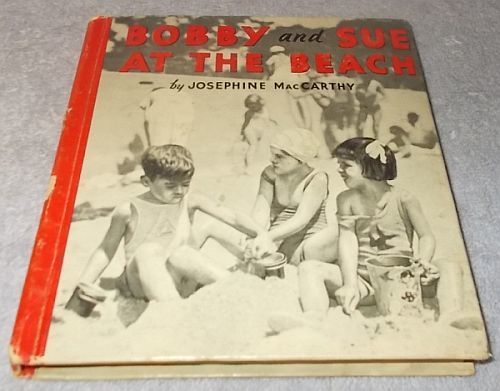 BOBBY and SUE
AT THE BEACH
by JOSEPHINE MACCARTHY